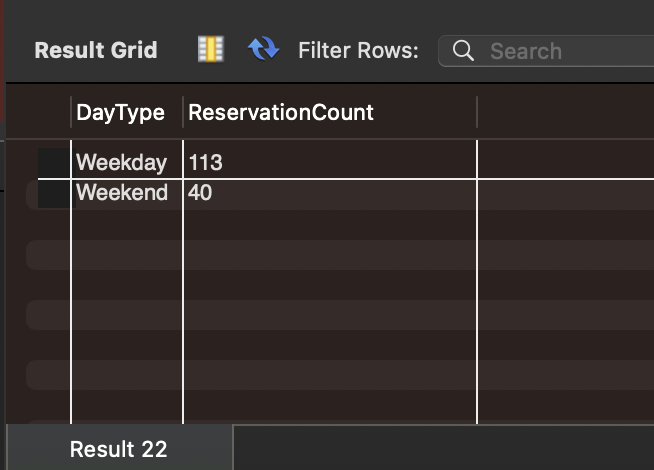 Result Grid Filter Rows: Search
DayType ReservationCount
Weekday 113
Weekend 40
Result 22